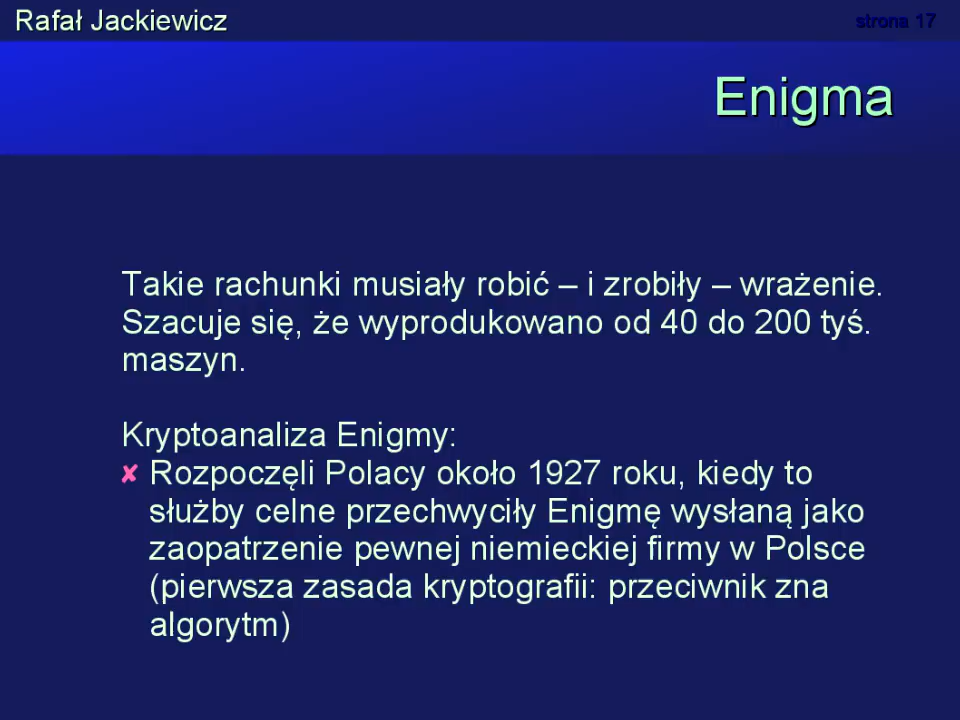 Rafał Jackiewicz
strona 17
Enigma
Takie rachunki musiały robić – i zrobiły – wrażenie.
Szacuje się, że wyprodukowano od 40 do 200 tyś.
maszyn.
Kryptoanaliza Enigmy:
✘ Rozpoczęli Polacy około 1927 roku, kiedy to
służby celne przechwyciły Enigmę wysłaną jako
zaopatrzenie pewnej niemieckiej firmy w Polsce
(pierwsza zasada kryptografii: przeciwnik zna
algorytm)